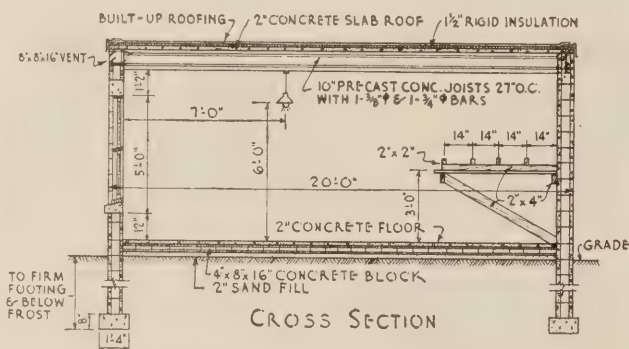 BUILT-UP ROOFING
2" CONCRETE SLAB ROOF
1½" RIGID INSULATION
8"x8"x16" VENT
10" PRE-CAST CONC. JOISTS 27" O.C.
WITH 1-⅜"φ & 1-¾"φ BARS
1'-2"
7'-0"
14" 14" 14" 14"
2"x2"
5'-0"
6'-0"
20'-0"
3'-0"
2"x4"
12"
2" CONCRETE FLOOR
GRADE
4"x8"x16" CONCRETE BLOCK
2" SAND FILL
TO FIRM
FOOTING
& BELOW
FROST
8"
1'-4"
CROSS SECTION